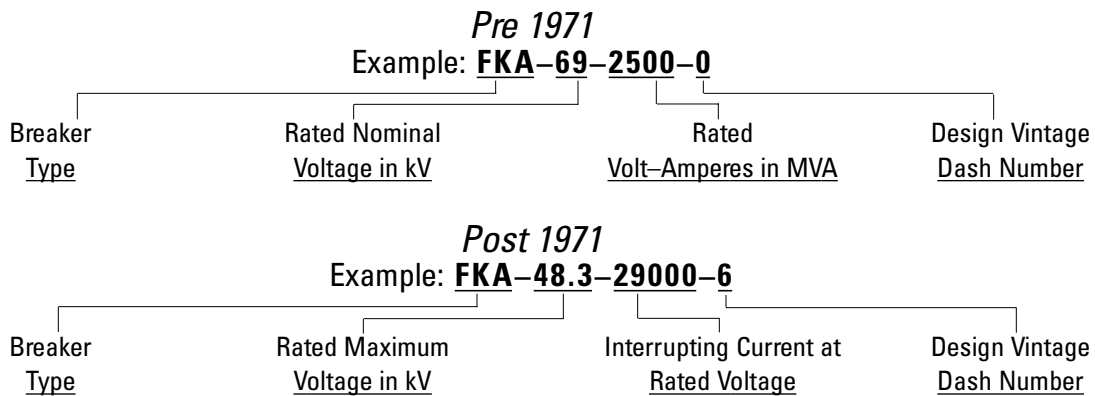 Pre 1971
Example: FKA–69–2500–0
Breaker Type
Rated Nominal Voltage in kV
Rated Volt–Amperes in MVA
Design Vintage Dash Number
Post 1971
Example: FKA–48.3–29000–6
Breaker Type
Rated Maximum Voltage in kV
Interrupting Current at Rated Voltage
Design Vintage Dash Number